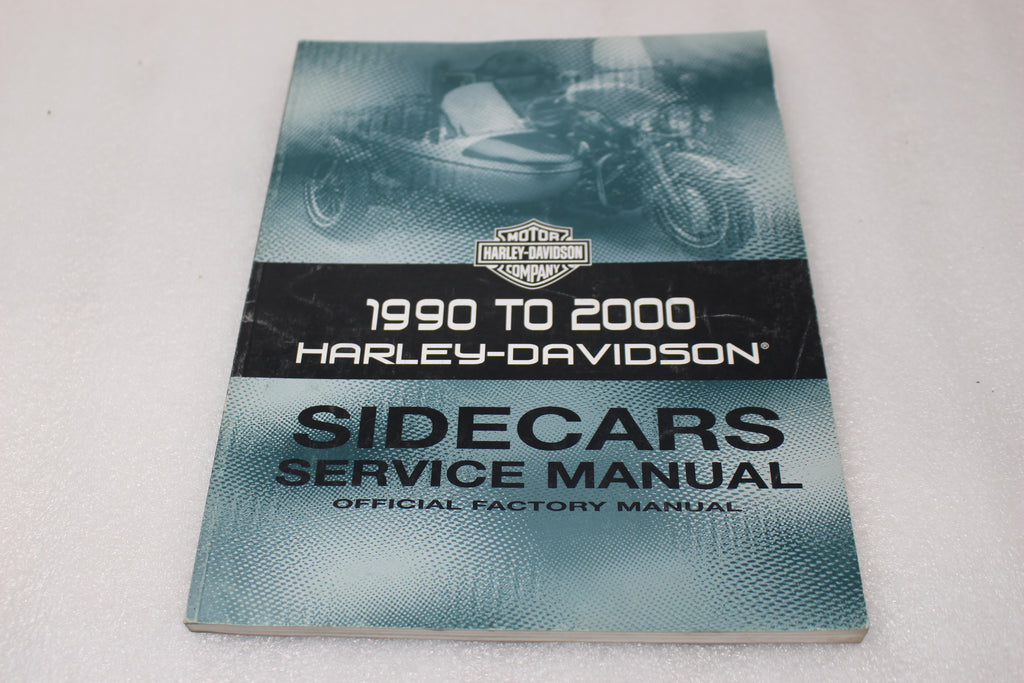 MOTOR
HARLEY-DAVIDSON
COMPANY
1990 TO 2000
HARLEY-DAVIDSON®
SIDECARS
SERVICE MANUAL
OFFICIAL FACTORY MANUAL